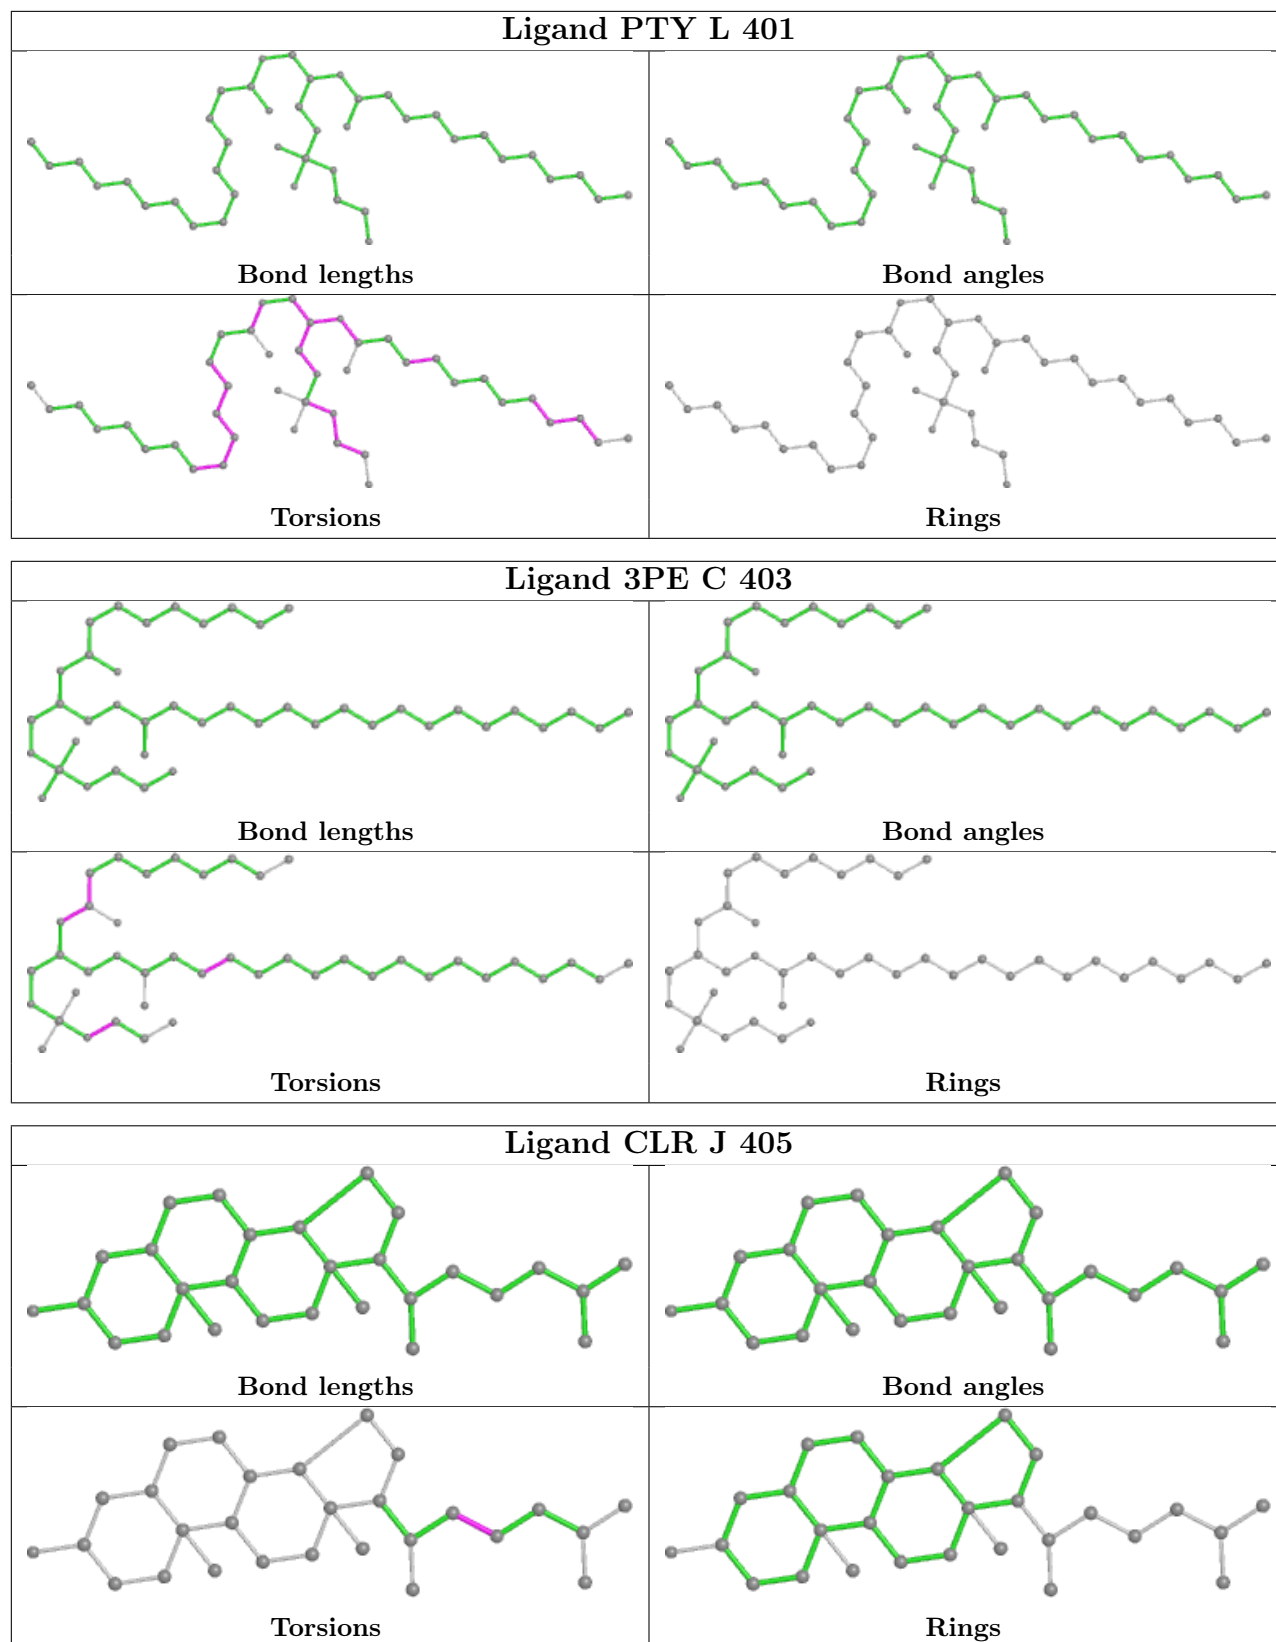 Ligand PTY L 401
Bond lengths
Bond angles
Torsions
Rings
Ligand 3PE C 403
Bond lengths
Bond angles
Torsions
Rings
Ligand CLR J 405
Bond lengths
Bond angles
Torsions
Rings